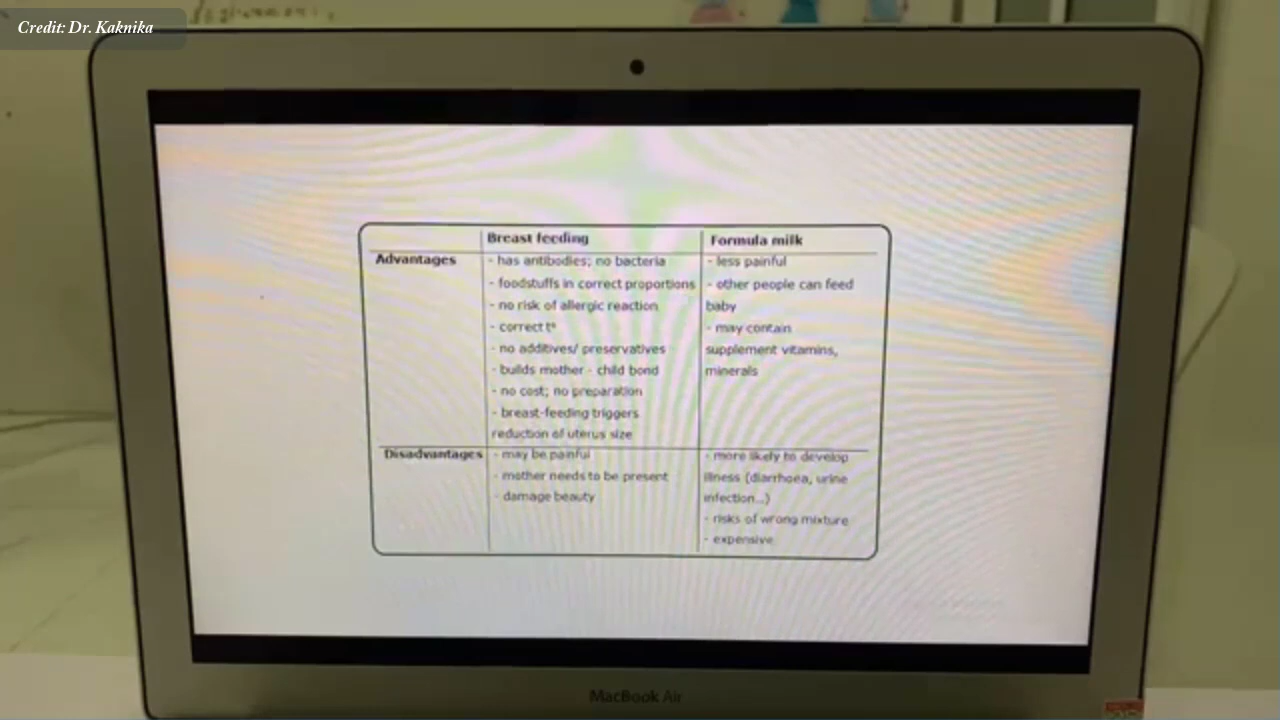 Credit: Dr. Kaknika
Breast feeding
Formula milk
Advantages
- has antibodies; no bacteria
- foodstuffs in correct proportions
- no risk of allergic reaction
- correct t°
- no additives/ preservatives
- builds mother - child bond
- no cost; no preparation
- breast-feeding triggers
reduction of uterus size
- less painful
- other people can feed
baby
- may contain
supplement vitamins,
minerals
Disadvantages
- may be painful
- mother needs to be present
- damage beauty
- more likely to develop
illness (diarrhoea, urine
infection...)
- risks of wrong mixture
- expensive
MacBook Air